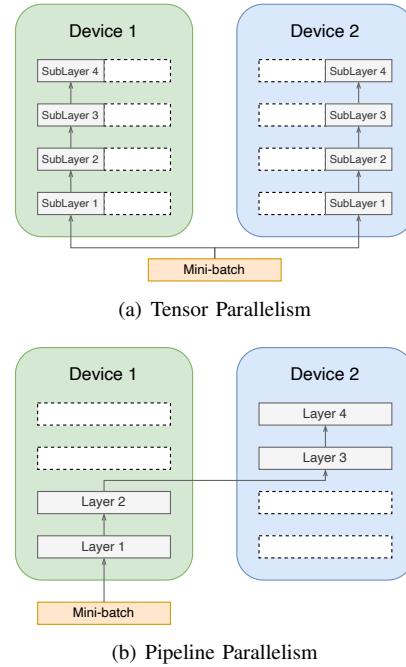 Device 1
Device 2
SubLayer 4
SubLayer 4
SubLayer 3
SubLayer 3
SubLayer 2
SubLayer 2
SubLayer 1
SubLayer 1
Mini-batch
(a) Tensor Parallelism
Device 1
Device 2
Layer 4
Layer 3
Layer 2
Layer 1
Mini-batch
(b) Pipeline Parallelism